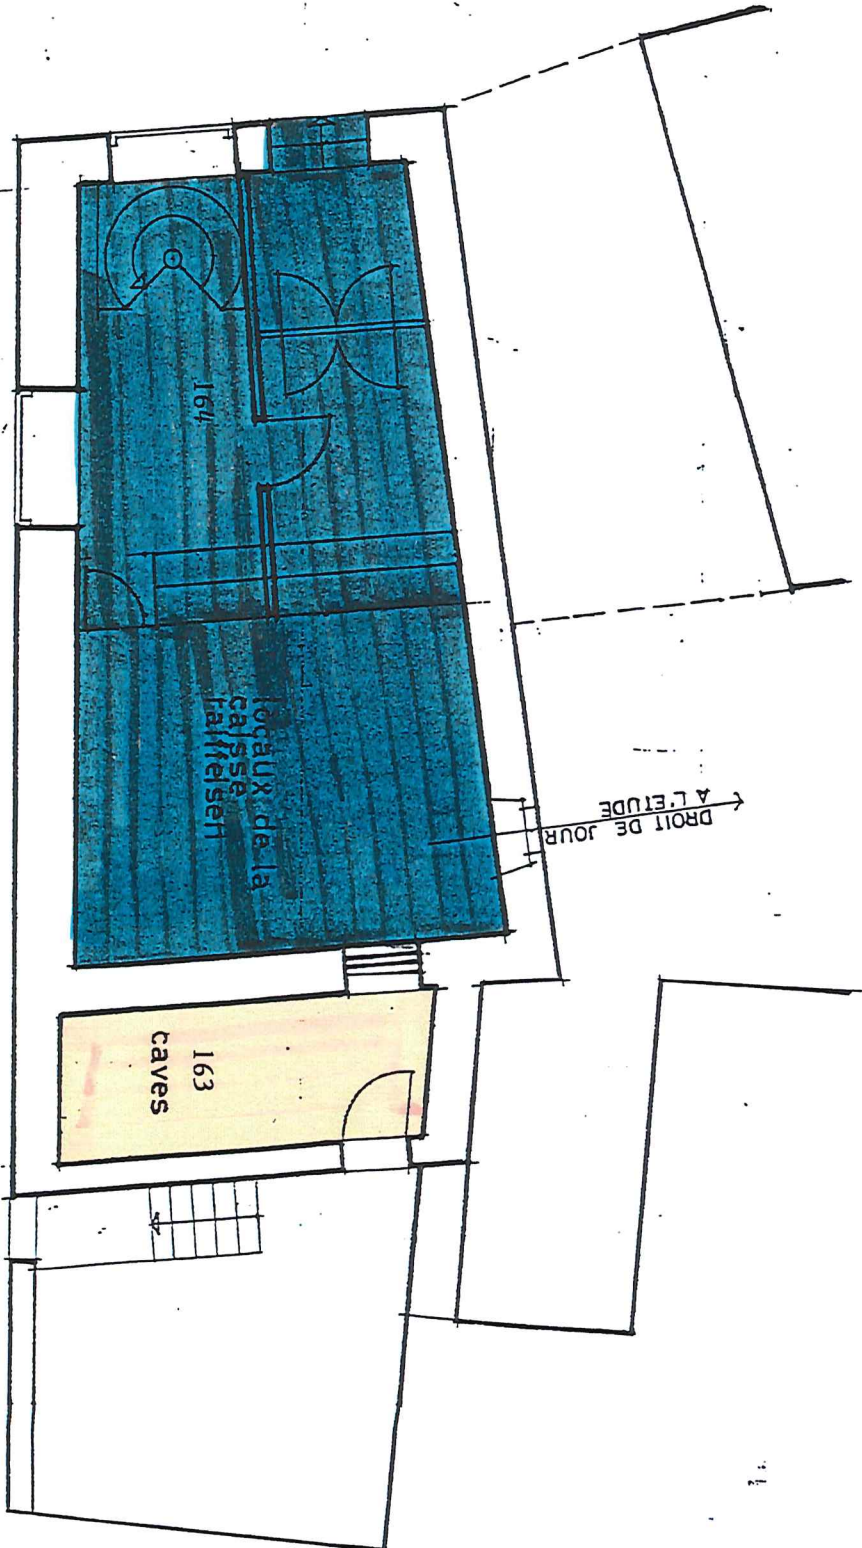 164
locaux de la
caisse
raiffeisen
DROIT DE JOUR
A L'ETUDE
163
caves